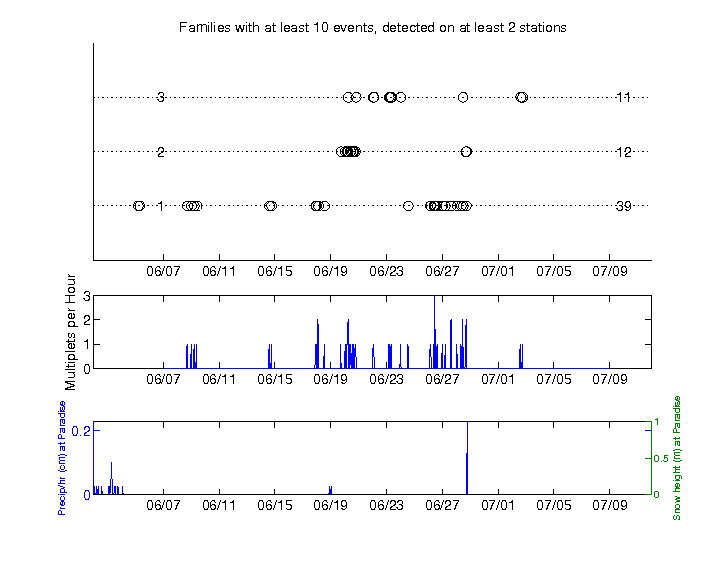 Families with at least 10 events, detected on at least 2 stations
3 11
2 12
1 39
06/07 06/11 06/15 06/19 06/23 06/27 07/01 07/05 07/09
Multiplets per Hour
3
2
1
0
06/07 06/11 06/15 06/19 06/23 06/27 07/01 07/05 07/09
Precip/hr (cm) at Paradise
0.2
0
1
0.5
0
Snow height (m) at Paradise
06/07 06/11 06/15 06/19 06/23 06/27 07/01 07/05 07/09